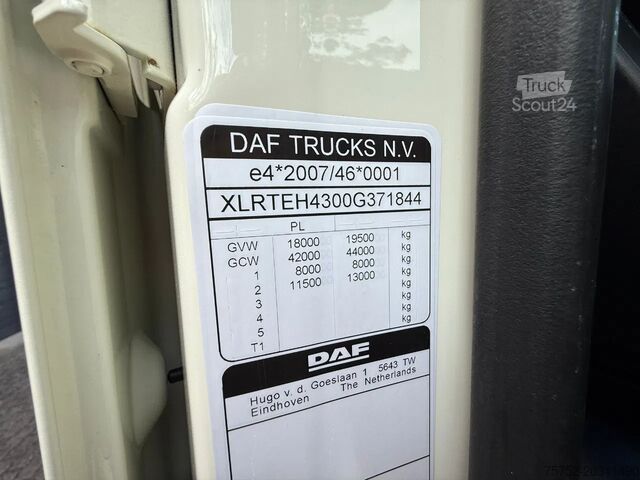 Truck
Scout24
DAF TRUCKS N.V.
e4*2007/46*0001
XLRTEH4300G371844
PL
GVW 18000 19500 kg
GCW 42000 44000 kg
1 8000 8000 kg
2 11500 13000 kg
3 kg
4 kg
5 kg
T1 kg
DAF
Hugo v. d. Goeslaan 1 5643 TW
Eindhoven The Netherlands